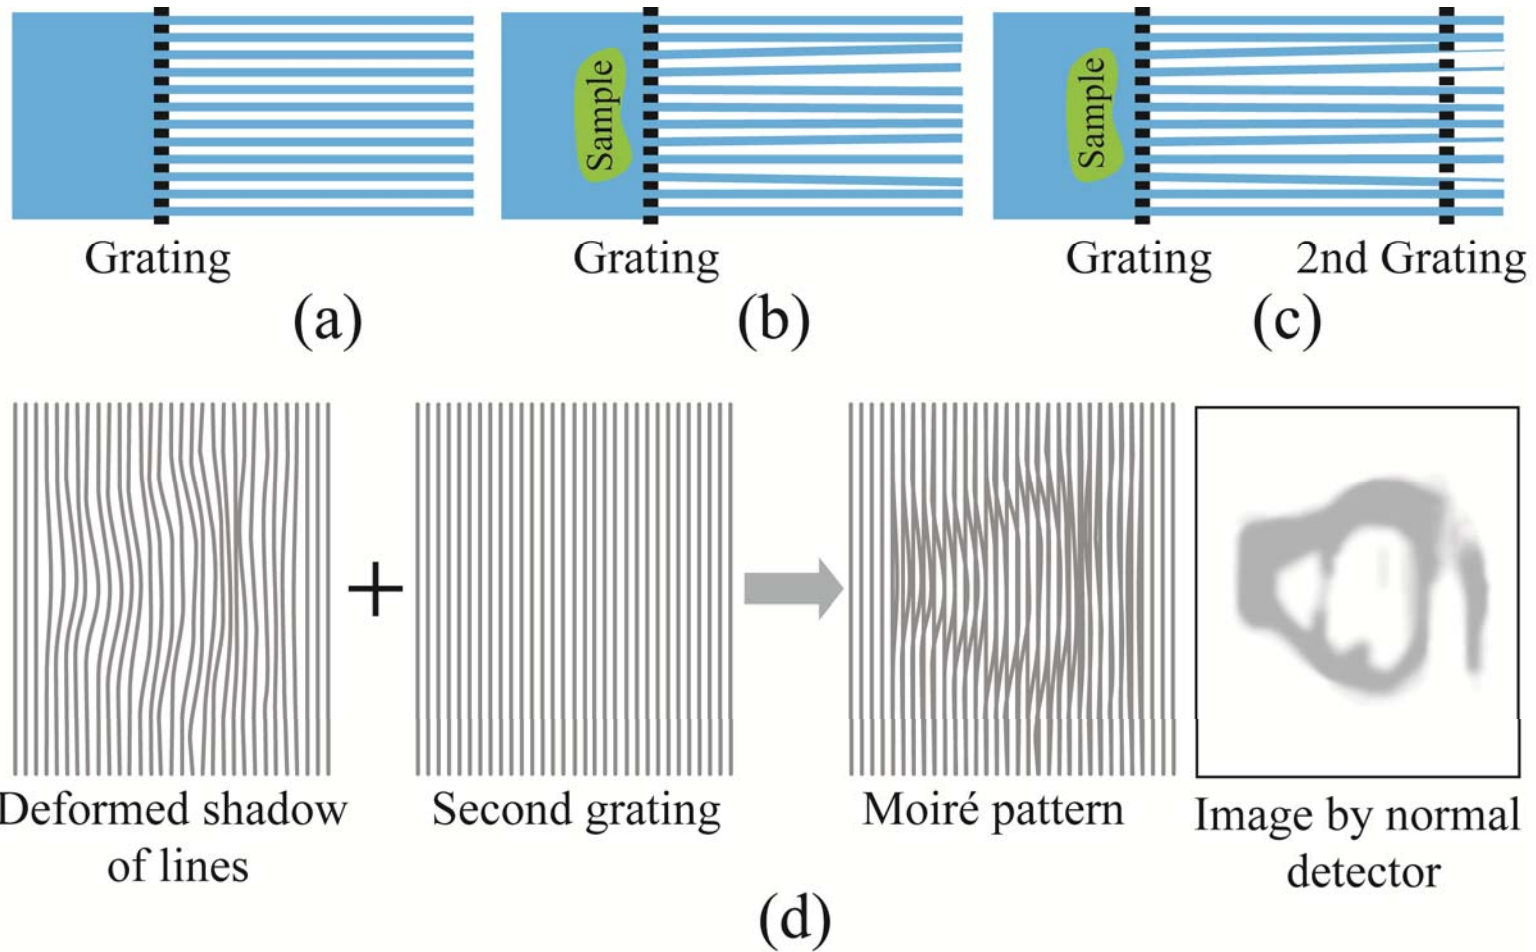 Sample
Sample
Grating
Grating
Grating
2nd Grating
(a)
(b)
(c)
+
Deformed shadow
of lines
Second grating
Moiré pattern
Image by normal
detector
(d)